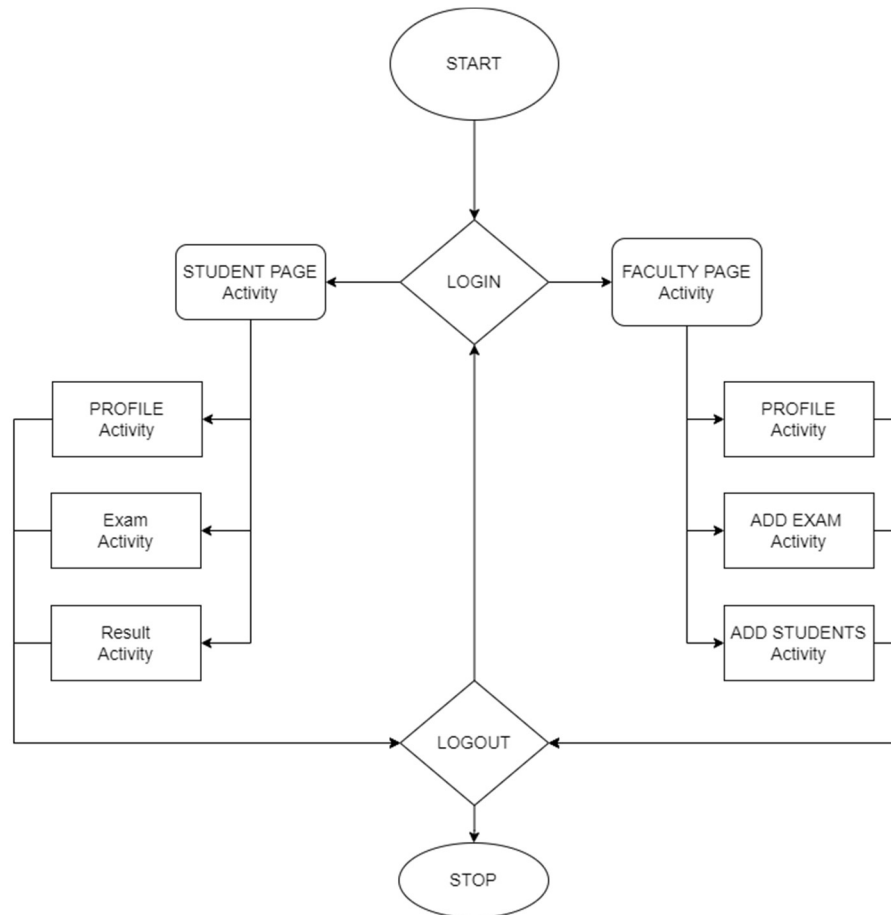 START
STUDENT PAGE
Activity
LOGIN
FACULTY PAGE
Activity
PROFILE
Activity
PROFILE
Activity
Exam
Activity
ADD EXAM
Activity
Result
Activity
ADD STUDENTS
Activity
LOGOUT
STOP